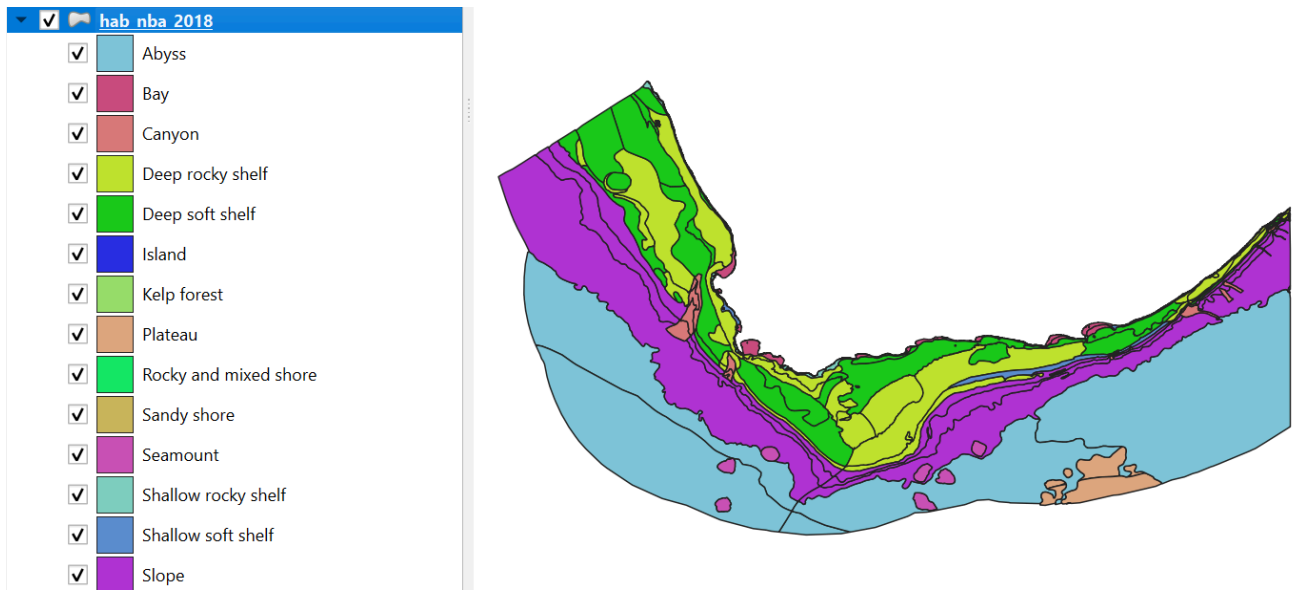 hab_nba_2018
Abyss
Bay
Canyon
Deep rocky shelf
Deep soft shelf
Island
Kelp forest
Plateau
Rocky and mixed shore
Sandy shore
Seamount
Shallow rocky shelf
Shallow soft shelf
Slope